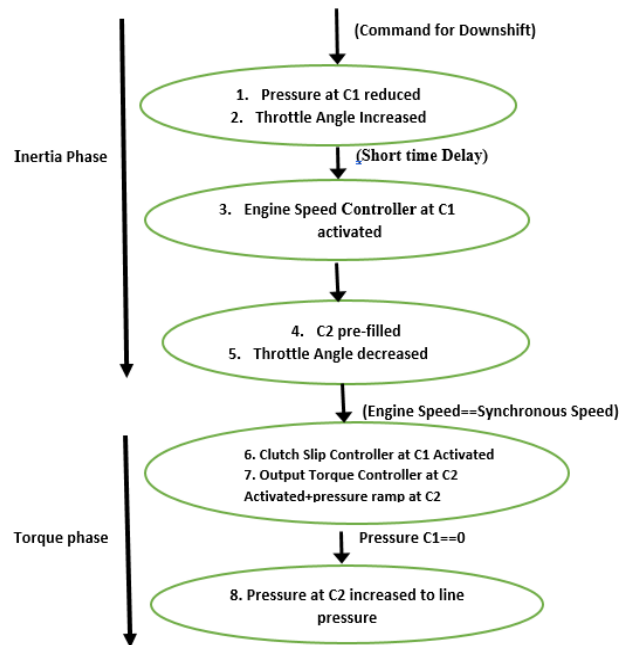 (Command for Downshift)
1. Pressure at C1 reduced
2. Throttle Angle Increased
Inertia Phase
(Short time Delay)
3. Engine Speed Controller at C1
activated
4. C2 pre-filled
5. Throttle Angle decreased
(Engine Speed==Synchronous Speed)
6. Clutch Slip Controller at C1 Activated
7. Output Torque Controller at C2
Activated+pressure ramp at C2
Torque phase
Pressure C1==0
8. Pressure at C2 increased to line
pressure